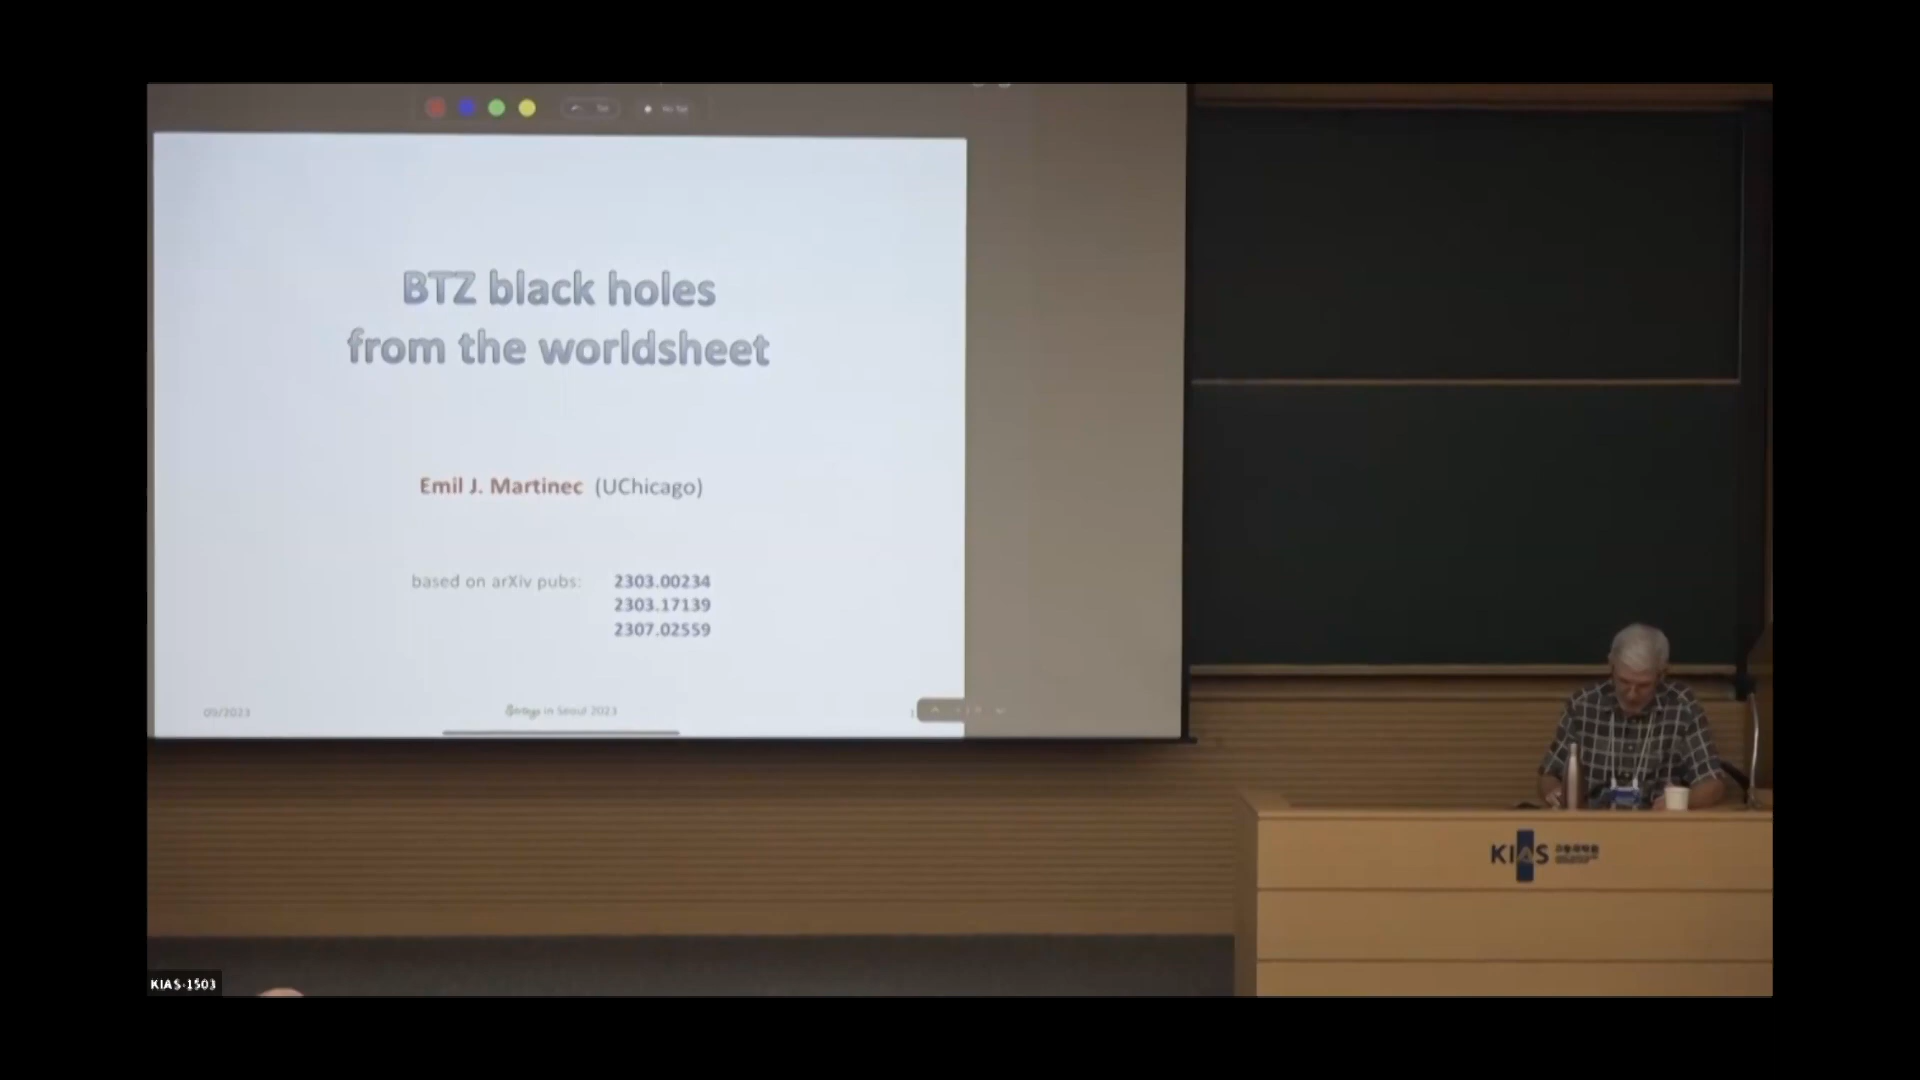 BTZ black holes
from the worldsheet
Emil J. Martinec (UChicago)
based on arXiv pubs: 2303.00234
2303.17139
2307.02559
09/2023
Strings in Seoul 2023
KIAS
KIAS-1503